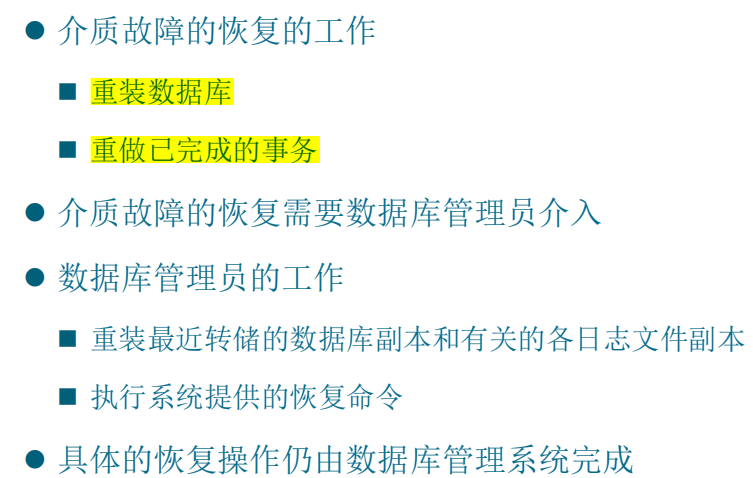 介质故障的恢复的工作
重装数据库
重做已完成的事务
介质故障的恢复需要数据库管理员介入
数据库管理员的工作
重装最近转储的数据库副本和有关的各日志文件副本
执行系统提供的恢复命令
具体的恢复操作仍由数据库管理系统完成